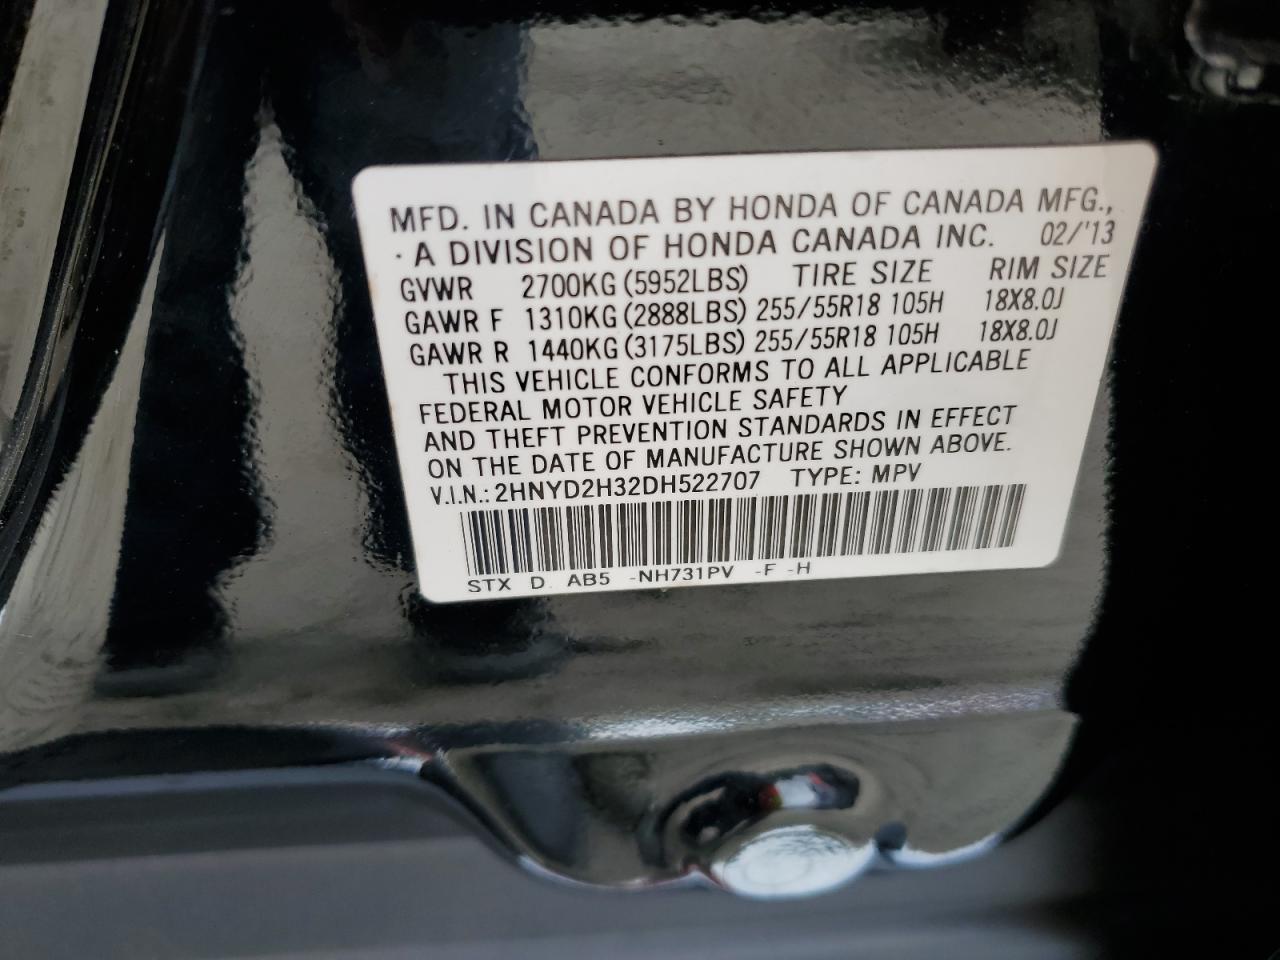 MFD. IN CANADA BY HONDA OF CANADA MFG.,
· A DIVISION OF HONDA CANADA INC. 02/'13
GVWR 2700KG (5952LBS) TIRE SIZE RIM SIZE
GAWR F 1310KG (2888LBS) 255/55R18 105H 18X8.0J
GAWR R 1440KG (3175LBS) 255/55R18 105H 18X8.0J
THIS VEHICLE CONFORMS TO ALL APPLICABLE
FEDERAL MOTOR VEHICLE SAFETY
AND THEFT PREVENTION STANDARDS IN EFFECT
ON THE DATE OF MANUFACTURE SHOWN ABOVE.
V.I.N.: 2HNYD2H32DH522707 TYPE: MPV
STX D. AB5 -NH731PV -F -H